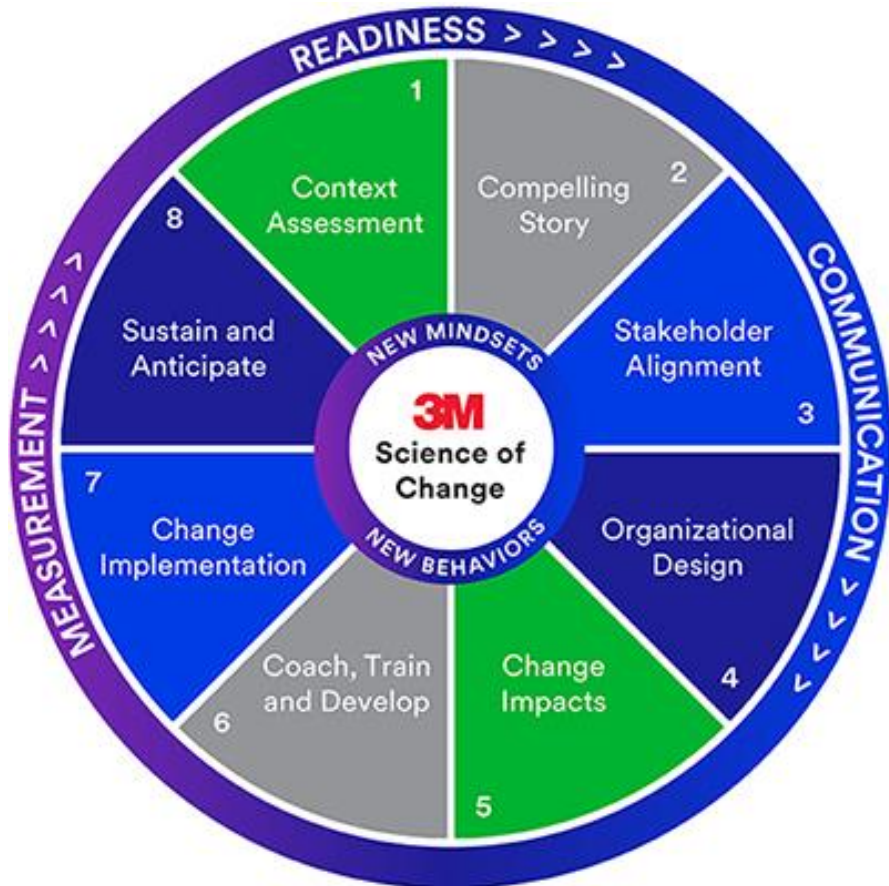 READINESS > > > >
1
Context
Assessment
2
Compelling
Story
3
Stakeholder
Alignment
COMMUNICATION > > > >
4
Organizational
Design
5
Change
Impacts
6
Coach, Train
and Develop
7
Change
Implementation
8
Sustain and
Anticipate
MEASUREMENT > > > >
NEW MINDSETS
3M
Science of
Change
NEW BEHAVIORS